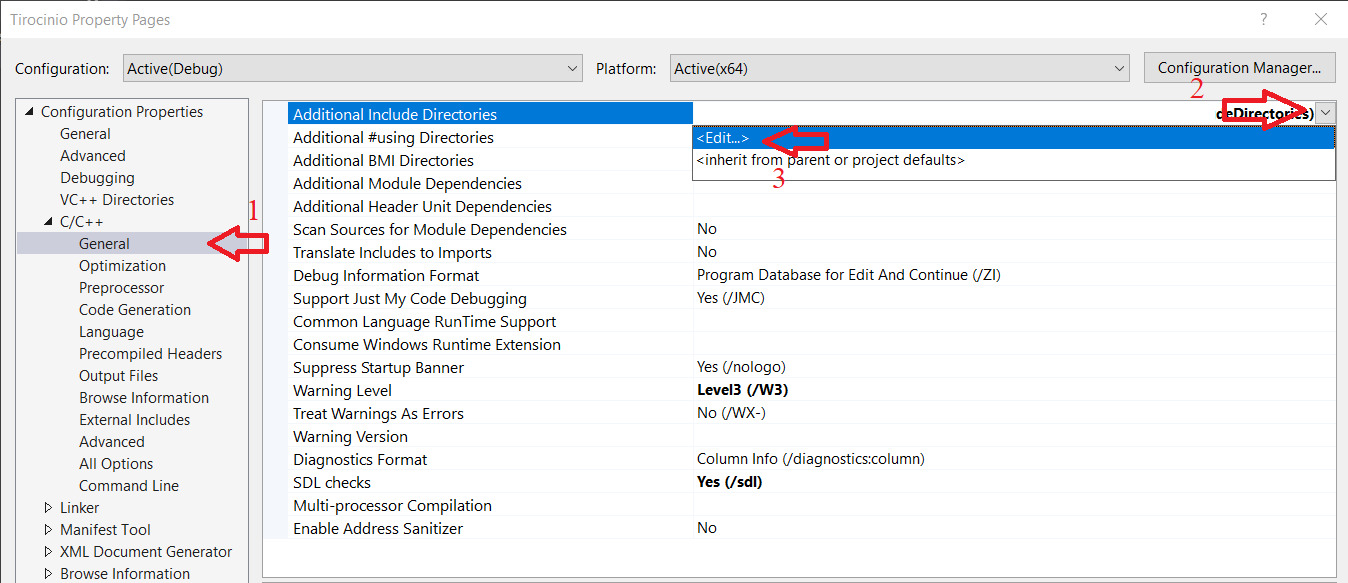 Tirocinio Property Pages
?
Configuration: Active(Debug) Platform: Active(x64) Configuration Manager...
Configuration Properties
General
Advanced
Debugging
VC++ Directories
C/C++
General
Optimization
Preprocessor
Code Generation
Language
Precompiled Headers
Output Files
Browse Information
External Includes
Advanced
All Options
Command Line
Linker
Manifest Tool
XML Document Generator
Browse Information
1
2
Additional Include Directories deDirectories)
Additional #using Directories <Edit...>
Additional BMI Directories <inherit from parent or project defaults>
3
Additional Module Dependencies
Additional Header Unit Dependencies
Scan Sources for Module Dependencies No
Translate Includes to Imports No
Debug Information Format Program Database for Edit And Continue (/ZI)
Support Just My Code Debugging Yes (/JMC)
Common Language RunTime Support
Consume Windows Runtime Extension
Suppress Startup Banner Yes (/nologo)
Warning Level Level3 (/W3)
Treat Warnings As Errors No (/WX-)
Warning Version
Diagnostics Format Column Info (/diagnostics:column)
SDL checks Yes (/sdl)
Multi-processor Compilation
Enable Address Sanitizer No